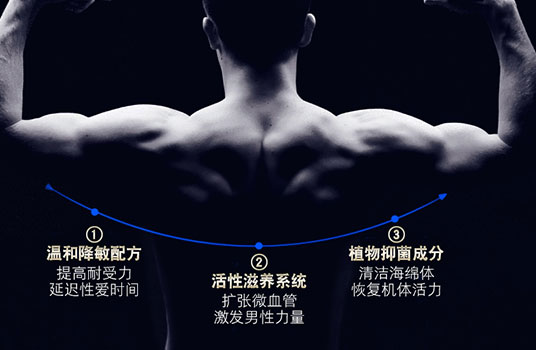 ①
温和降敏配方
提高耐受力
延迟性爱时间
②
活性滋养系统
扩张微血管
激发男性力量
③
植物抑菌成分
清洁海绵体
恢复机体活力